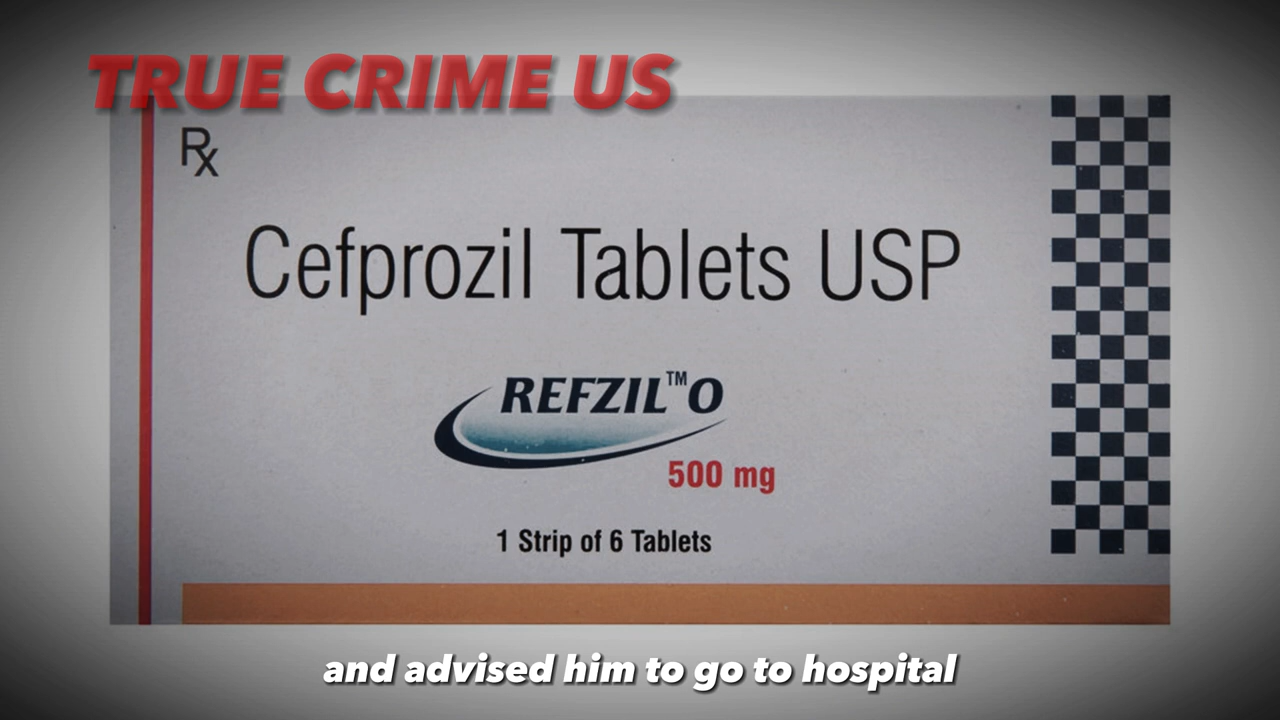 TRUE CRIME US
Rx
Cefprozil Tablets USP
REFZIL™O
500 mg
1 Strip of 6 Tablets
and advised him to go to hospital